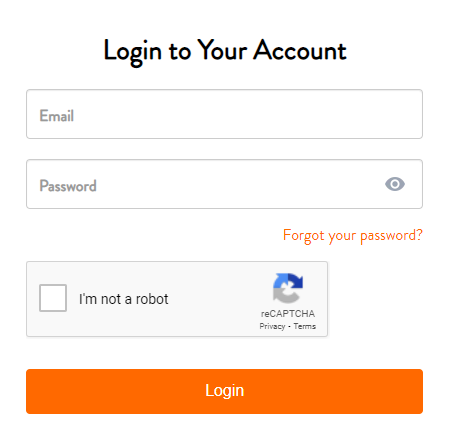 Login to Your Account
Email
Password
Forgot your password?
I'm not a robot
reCAPTCHA
Privacy - Terms
Login